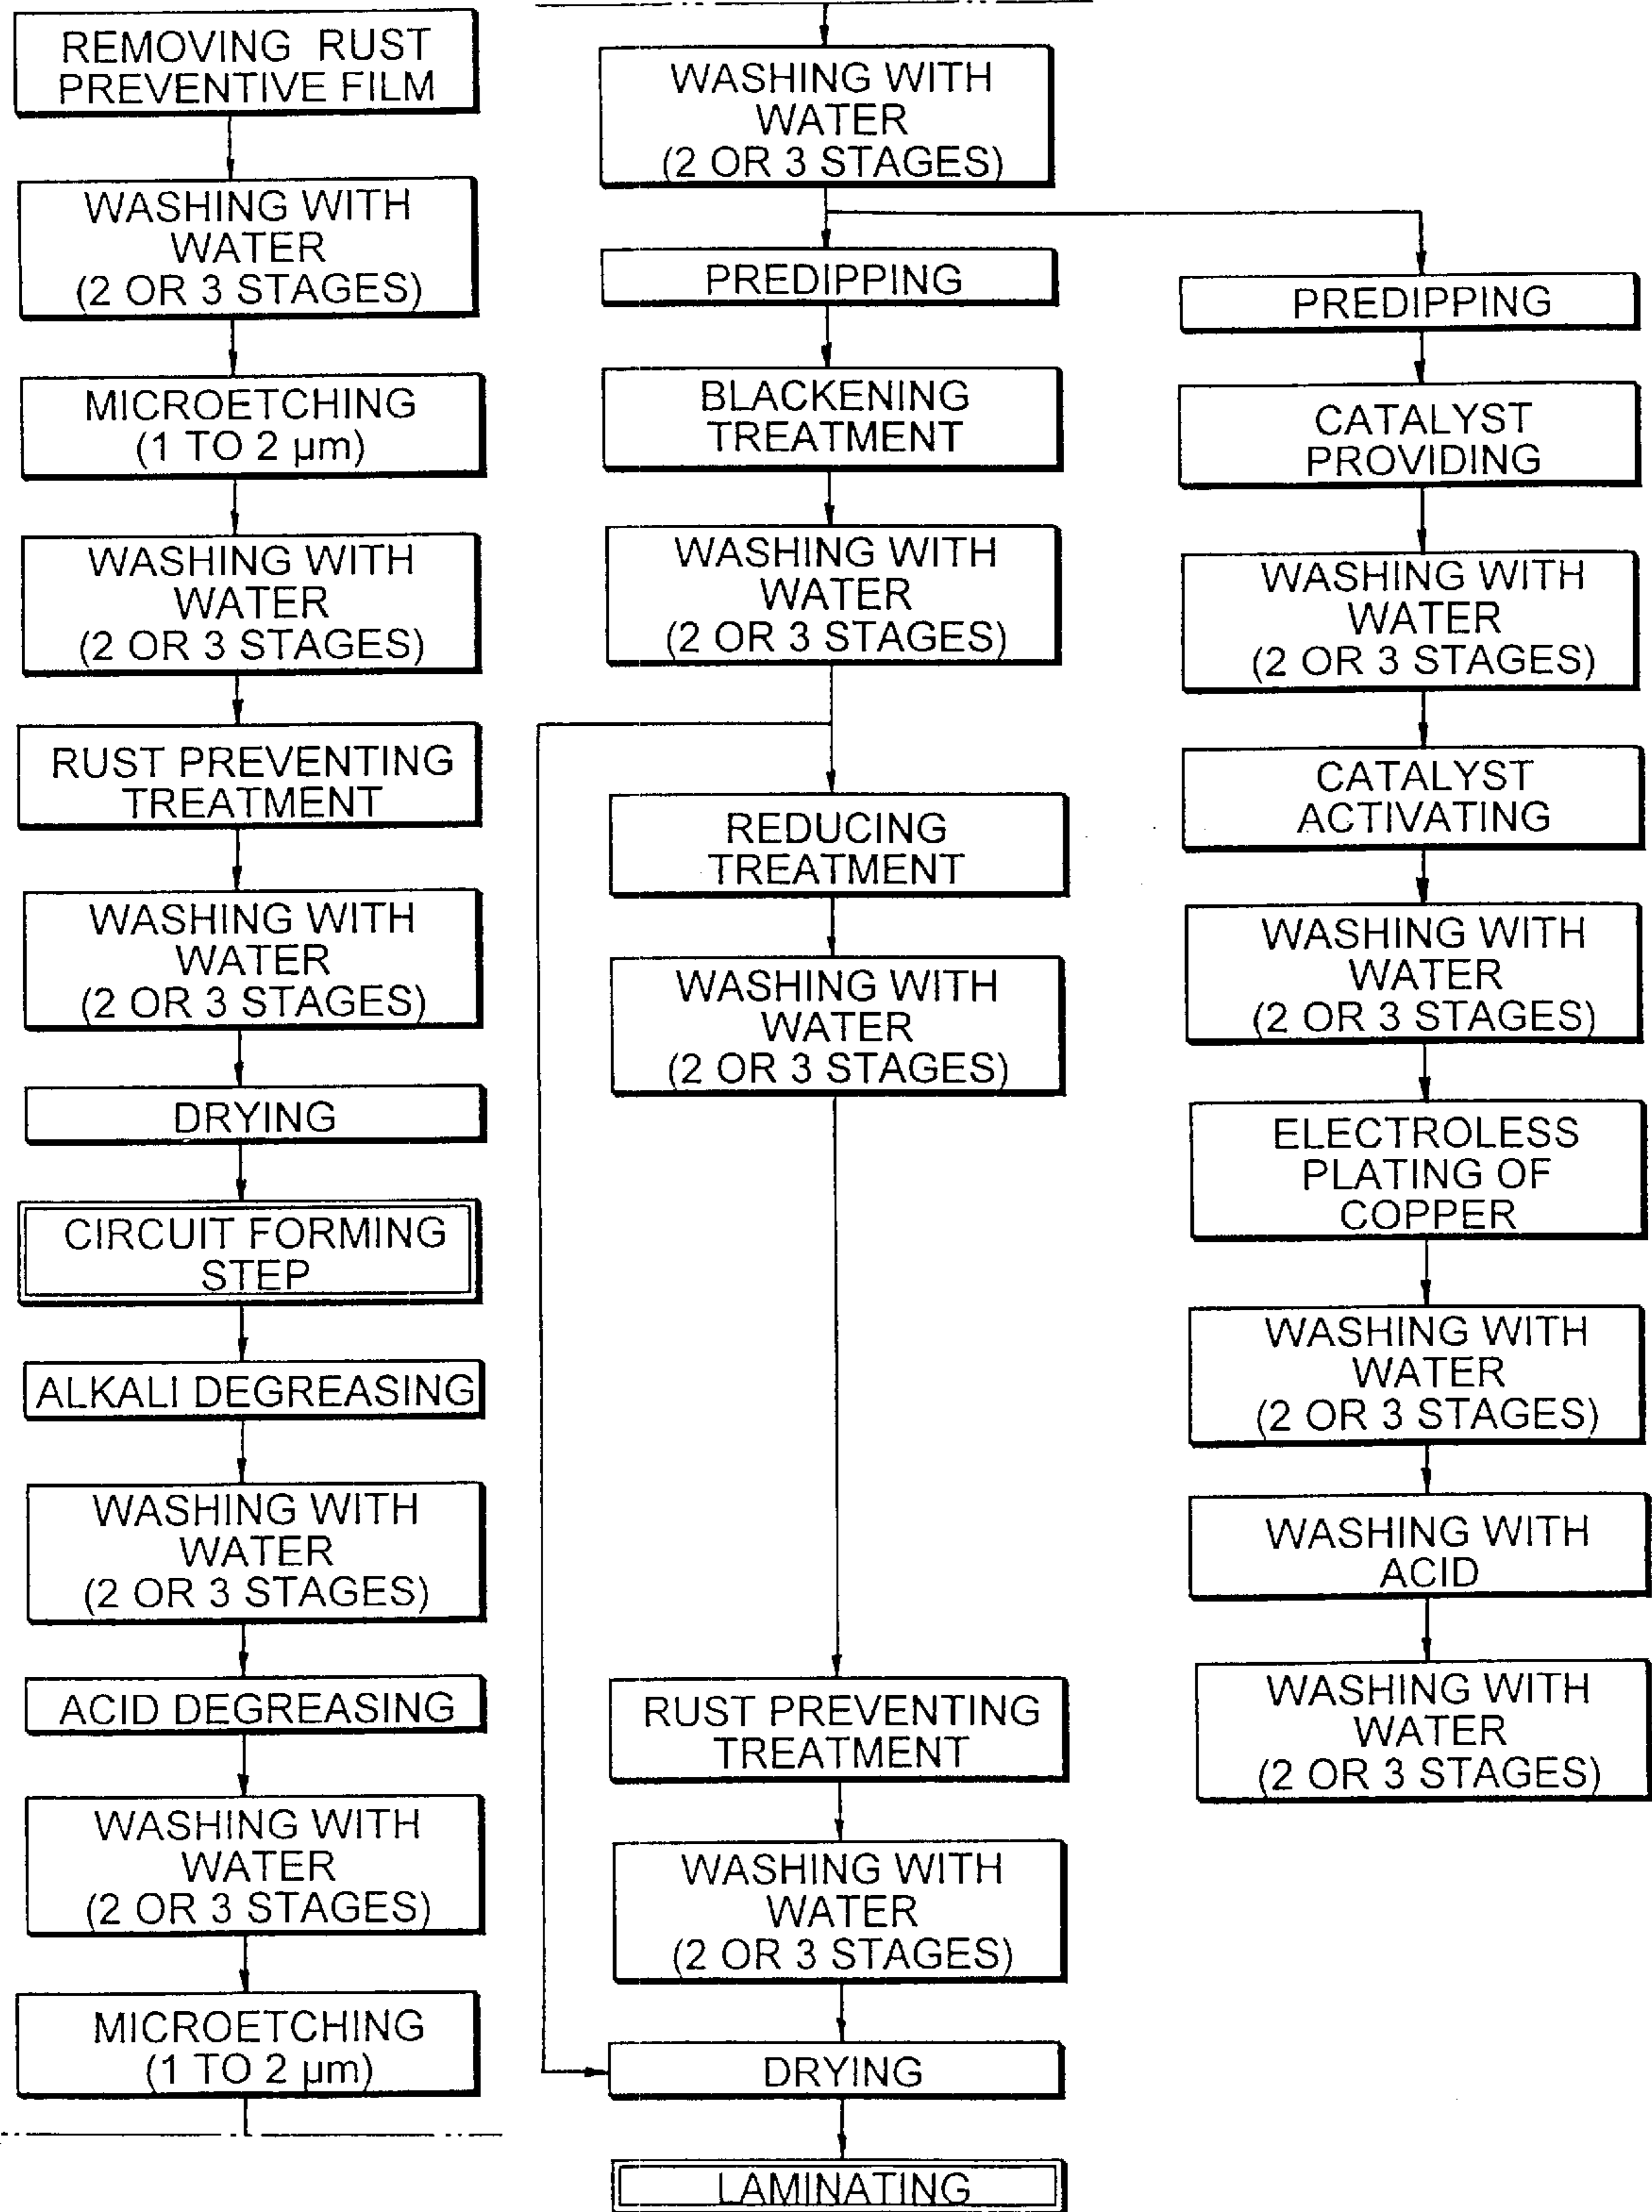 REMOVING RUST
PREVENTIVE FILM
WASHING WITH
WATER
(2 OR 3 STAGES)
MICROETCHING
(1 TO 2 µm)
WASHING WITH
WATER
(2 OR 3 STAGES)
RUST PREVENTING
TREATMENT
WASHING WITH
WATER
(2 OR 3 STAGES)
DRYING
CIRCUIT FORMING
STEP
ALKALI DEGREASING
WASHING WITH
WATER
(2 OR 3 STAGES)
ACID DEGREASING
WASHING WITH
WATER
(2 OR 3 STAGES)
MICROETCHING
(1 TO 2 µm)
WASHING WITH
WATER
(2 OR 3 STAGES)
PREDIPPING
BLACKENING
TREATMENT
WASHING WITH
WATER
(2 OR 3 STAGES)
REDUCING
TREATMENT
WASHING WITH
WATER
(2 OR 3 STAGES)
RUST PREVENTING
TREATMENT
WASHING WITH
WATER
(2 OR 3 STAGES)
DRYING
LAMINATING
PREDIPPING
CATALYST
PROVIDING
WASHING WITH
WATER
(2 OR 3 STAGES)
CATALYST
ACTIVATING
WASHING WITH
WATER
(2 OR 3 STAGES)
ELECTROLESS
PLATING OF
COPPER
WASHING WITH
WATER
(2 OR 3 STAGES)
WASHING WITH
ACID
WASHING WITH
WATER
(2 OR 3 STAGES)